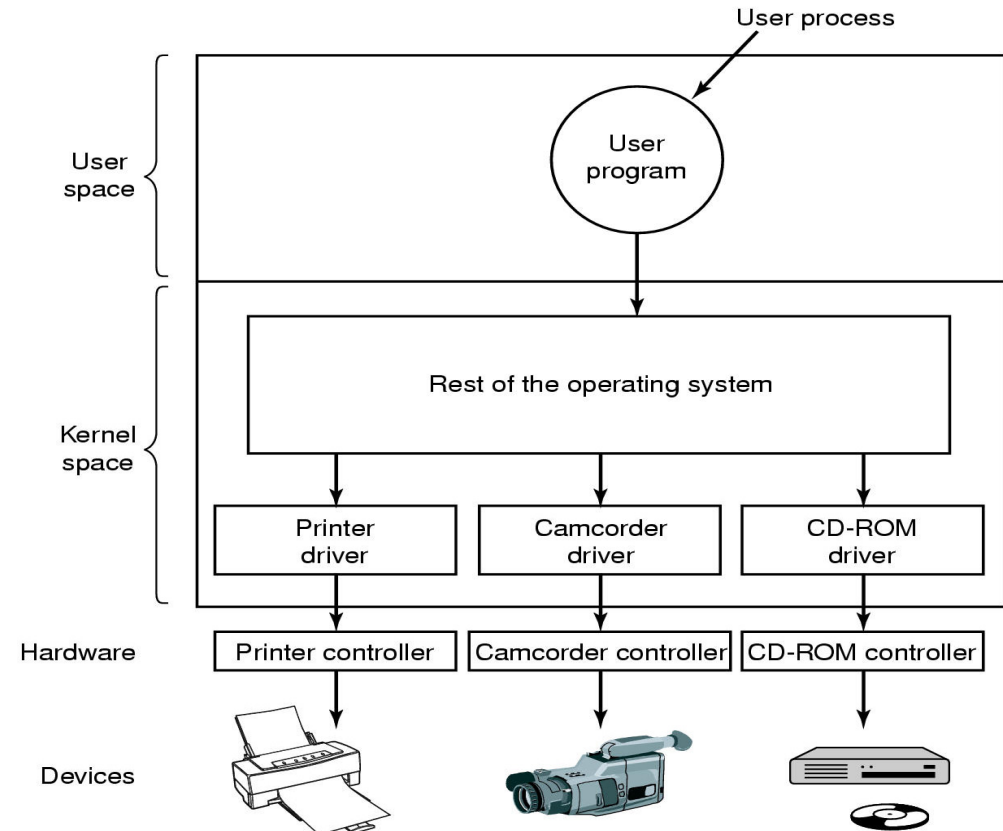 User process
User
program
User
space
Rest of the operating system
Kernel
space
Printer
driver
Camcorder
driver
CD-ROM
driver
Hardware
Printer controller
Camcorder controller
CD-ROM controller
Devices